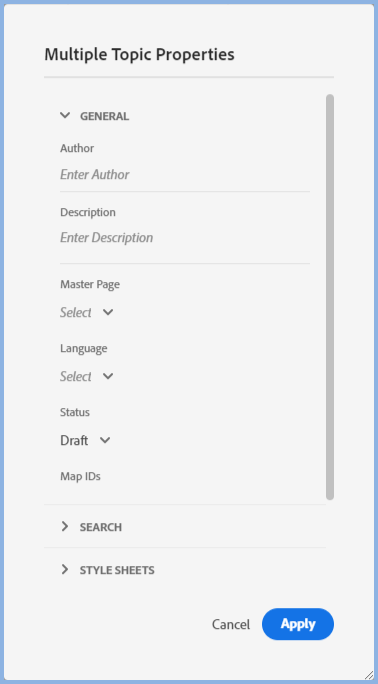 Multiple Topic Properties
GENERAL
Author
Enter Author
Description
Enter Description
Master Page
Select
Language
Select
Status
Draft
Map IDs
SEARCH
STYLE SHEETS
Cancel Apply